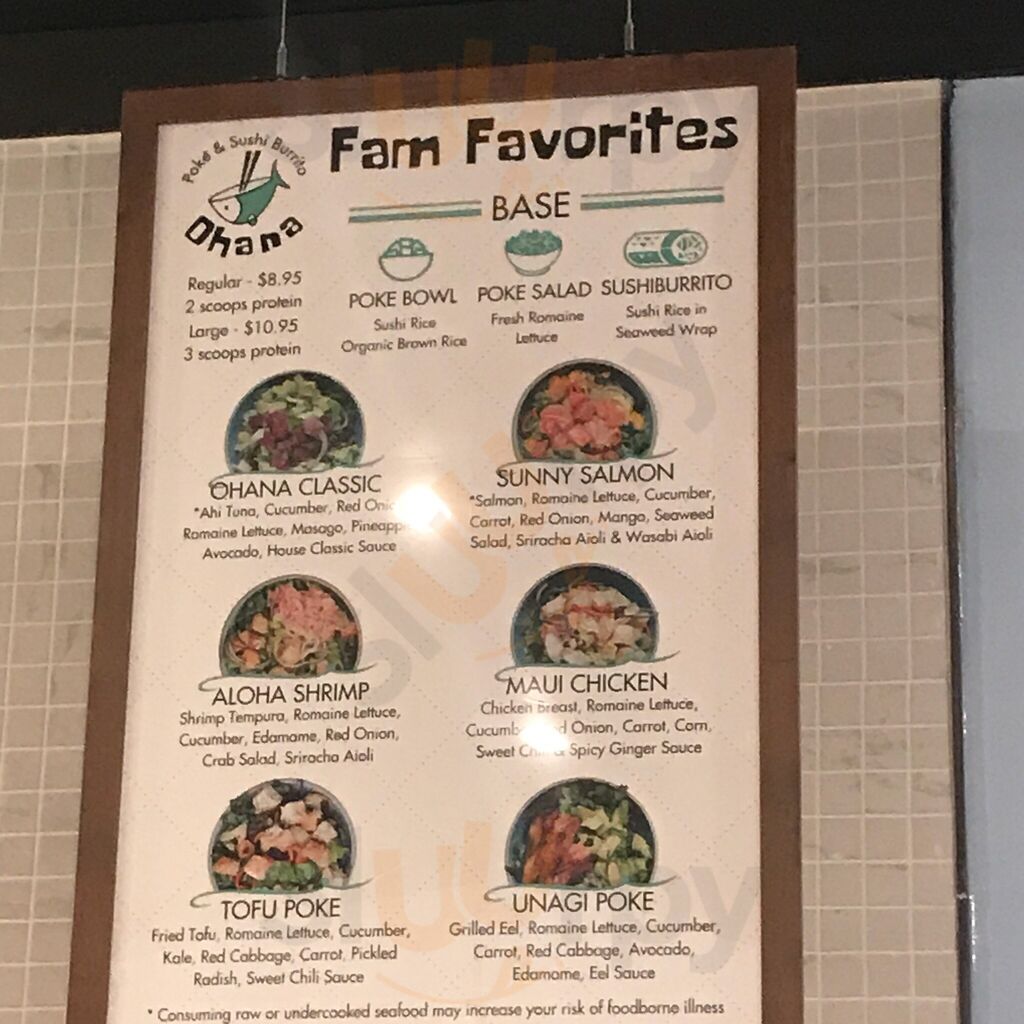 Poke & Sushi Burrito
Ohana
Fam Favorites
BASE
Regular - $8.95
2 scoops protein
Large - $10.95
3 scoops protein
POKE BOWL
Sushi Rice
Organic Brown Rice
POKE SALAD
Fresh Romaine
Lettuce
SUSHIBURRITO
Sushi Rice in
Seaweed Wrap
OHANA CLASSIC
*Ahi Tuna, Cucumber, Red
Romaine Lettuce, Masago,
Avocado, House Classic Sauce
SUNNY SALMON
*Salmon, Romaine Lettuce, Cucumber,
Carrot, Red Onion, Mango, Seaweed
Salad, Sriracha Aioli & Wasabi Aioli
ALOHA SHRIMP
Shrimp Tempura, Romaine Lettuce,
Cucumber, Edamame, Red Onion,
Crab Salad, Sriracha Aioli
MAUI CHICKEN
Chicken Breast, Romaine Lettuce,
Onion, Carrot, Corn,
Sweet & Spicy Ginger Sauce
TOFU POKE
Fried Tofu, Romaine Lettuce, Cucumber,
Kale, Red Cabbage, Carrot, Pickled
Radish, Sweet Chili Sauce
UNAGI POKE
Grilled Eel, Romaine Lettuce, Cucumber,
Carrot, Red Cabbage, Avocado,
Edamame, Eel Sauce
* Consuming raw or undercooked seafood may increase your risk of foodborne illness